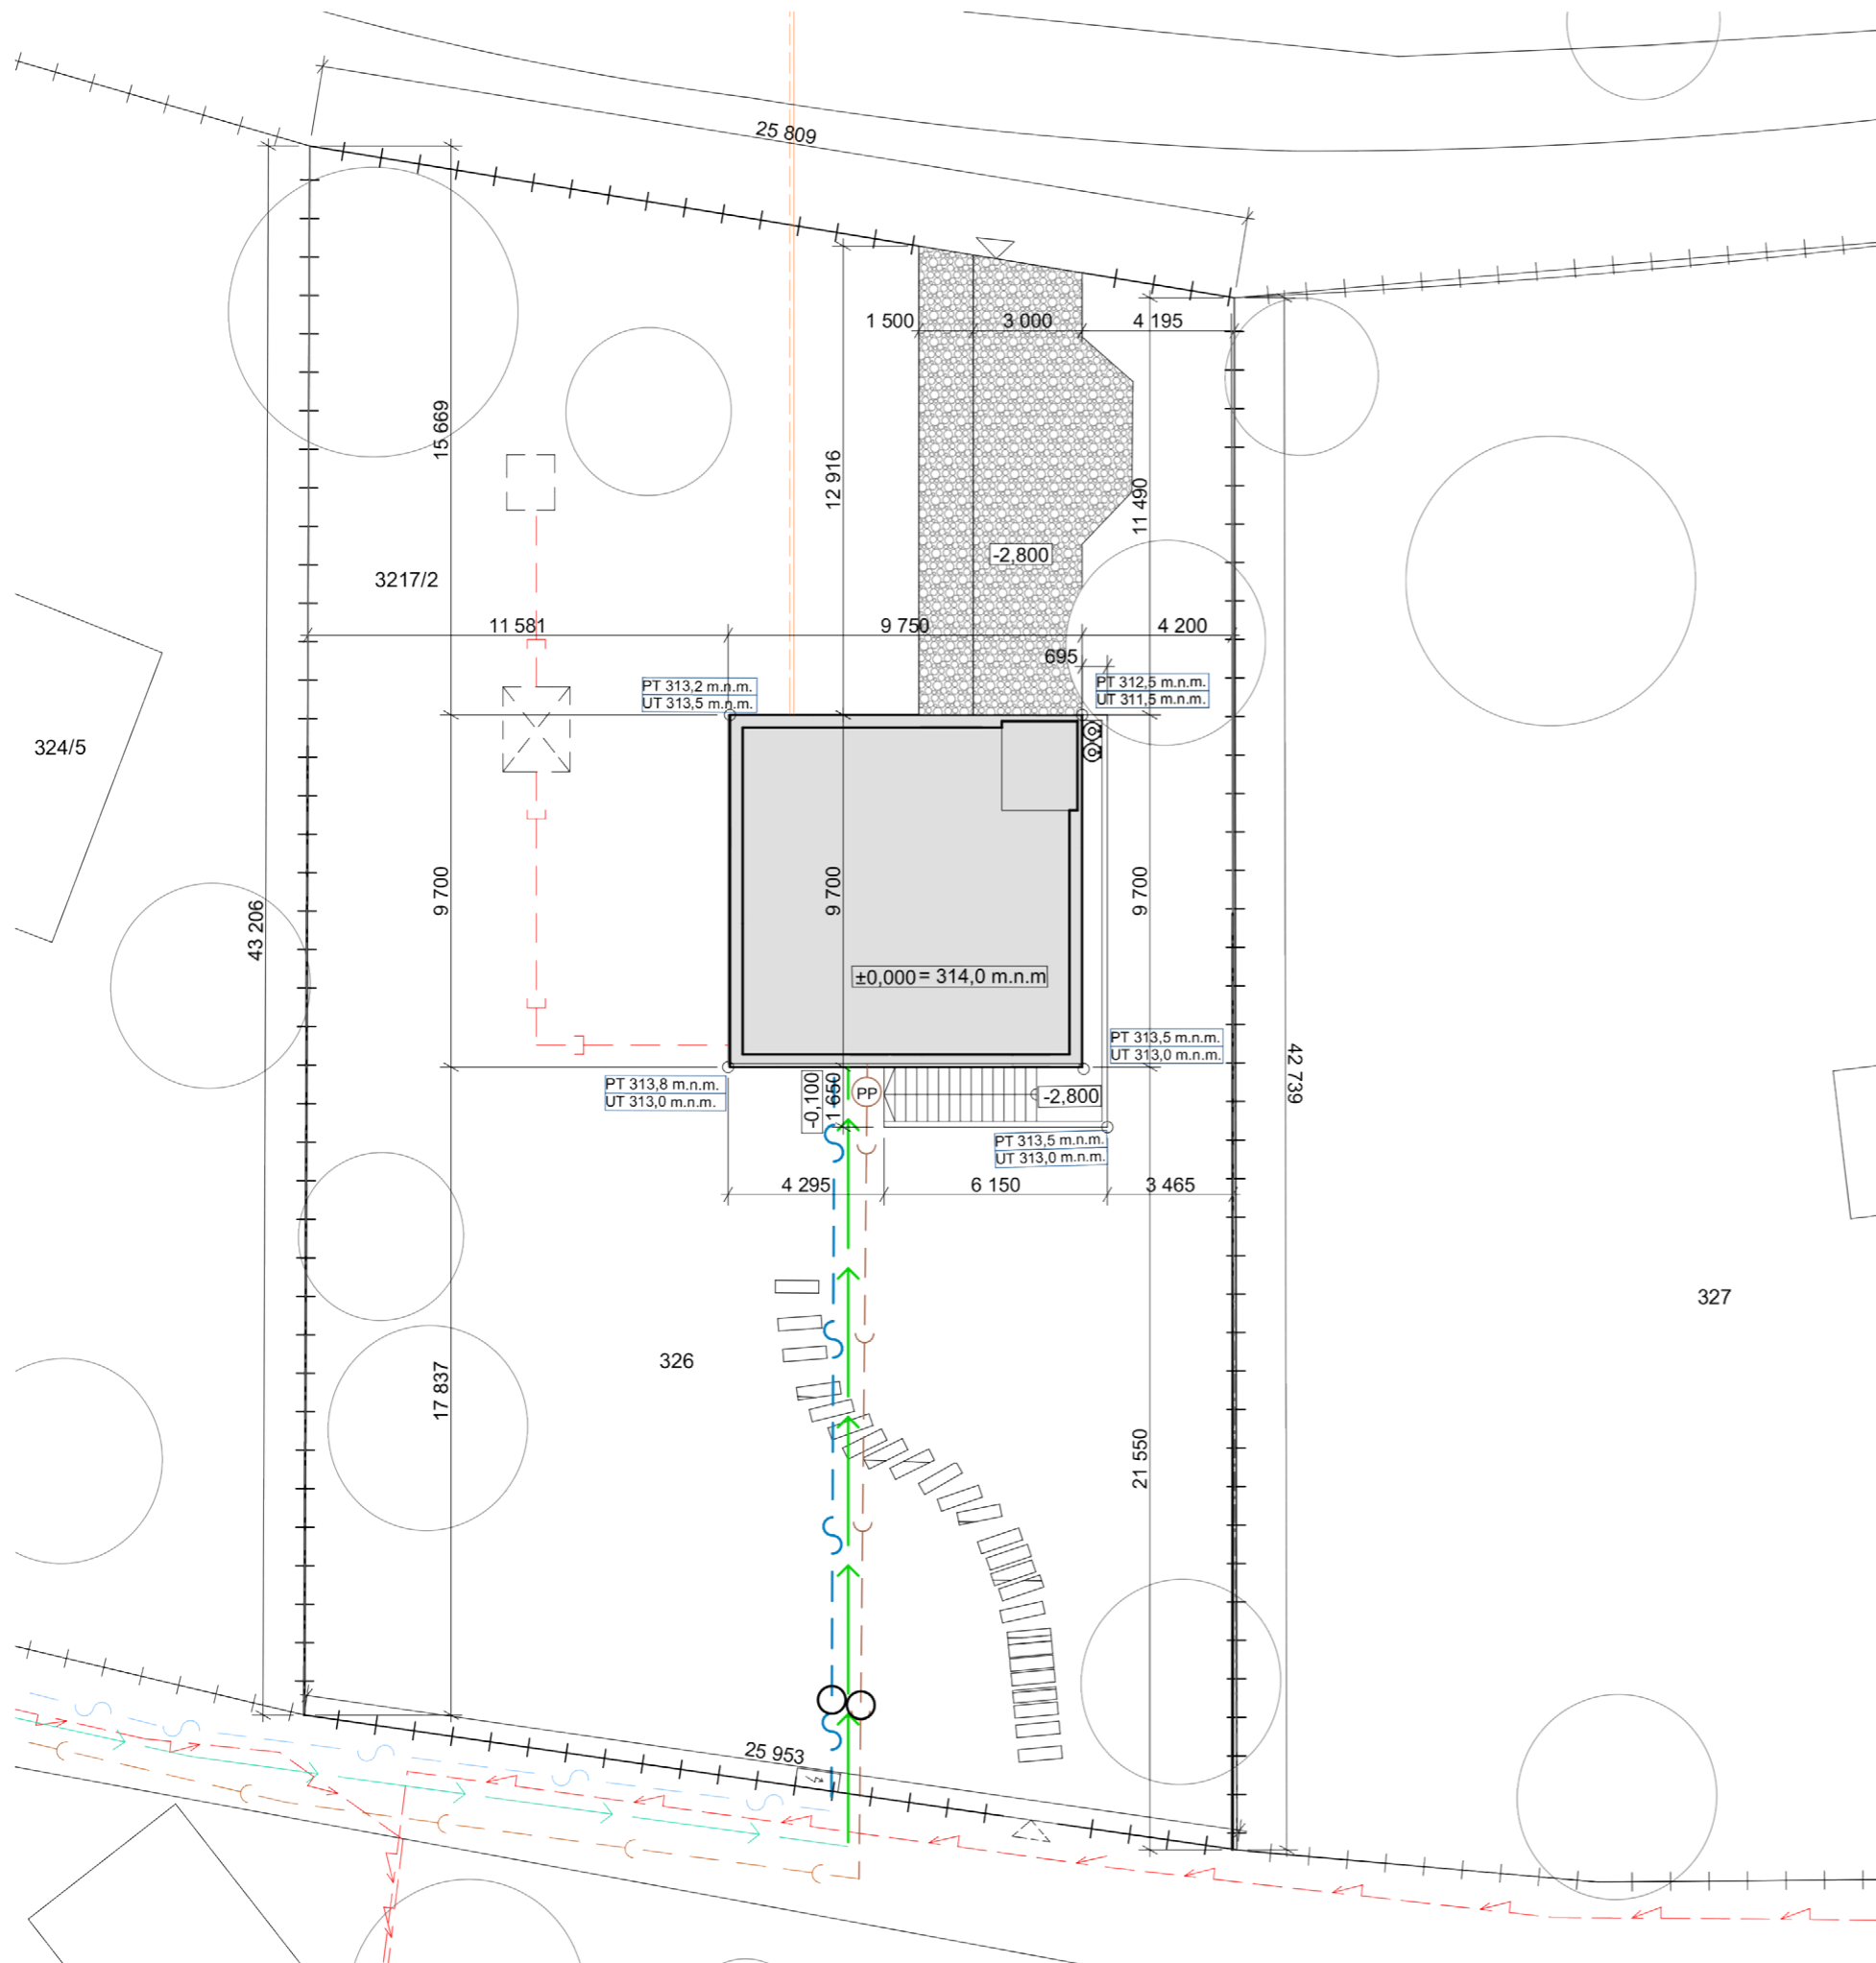 25 809
1 500
3 000
4 195
15 669
12 916
11 490
-2,800
3217/2
11 581
9 750
4 200
695
PT 313,2 m.n.m.
UT 313,5 m.n.m.
PT 312,5 m.n.m.
UT 311,5 m.n.m.
324/5
43 206
9 700
9 700
9 700
±0,000 = 314,0 m.n.m
PT 313,5 m.n.m.
UT 313,0 m.n.m.
42 739
PT 313,8 m.n.m.
UT 313,0 m.n.m.
-0,100
1 650
PP
-2,800
PT 313,5 m.n.m.
UT 313,0 m.n.m.
4 295
6 150
3 465
327
326
17 837
21 550
25 953